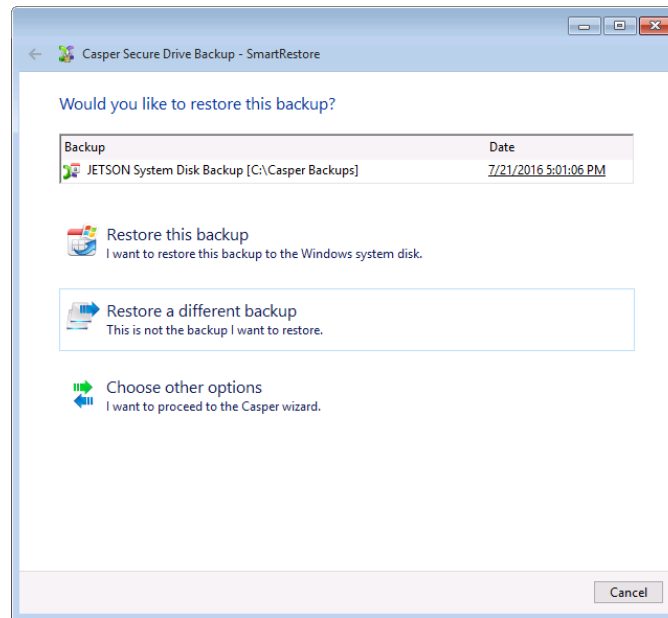 Casper Secure Drive Backup - SmartRestore
Would you like to restore this backup?
Backup Date
JETSON System Disk Backup [C:\Casper Backups] 7/21/2016 5:01:06 PM
Restore this backup
I want to restore this backup to the Windows system disk.
Restore a different backup
This is not the backup I want to restore.
Choose other options
I want to proceed to the Casper wizard.
Cancel